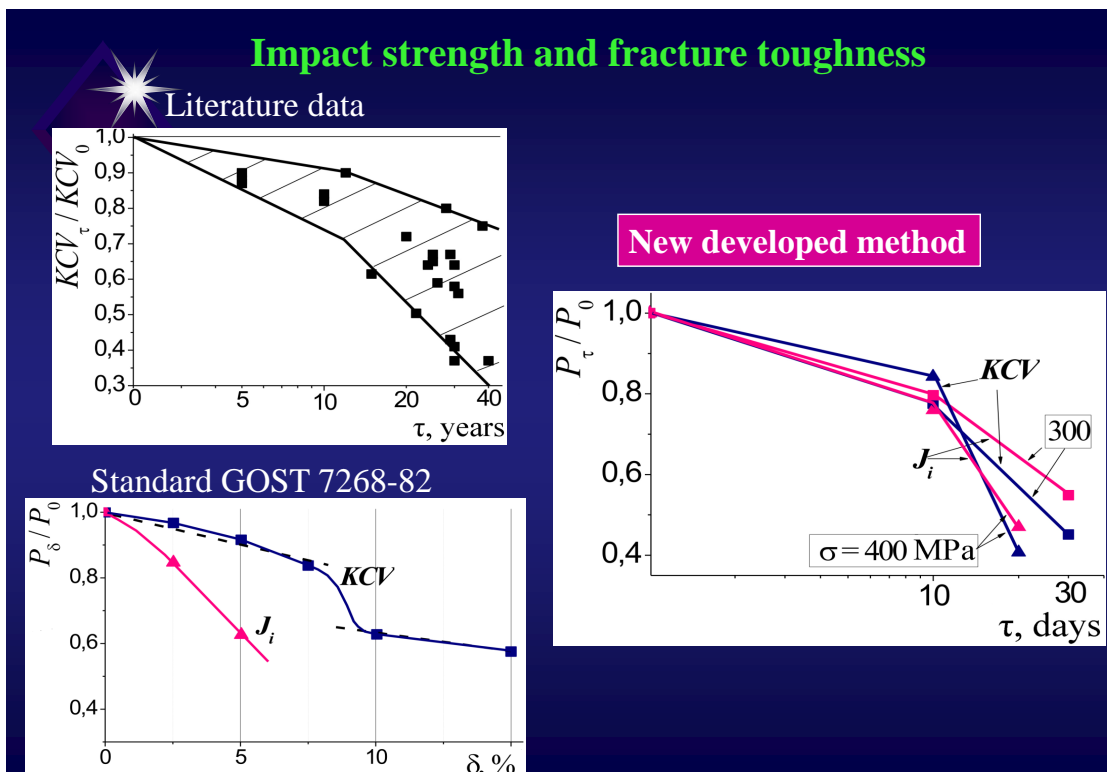 Impact strength and fracture toughness
Literature data
KCVτ / KCV0
1,0
0,9
0,8
0,7
0,6
0,5
0,4
0,3
5 10 20 40
τ, years
New developed method
Pτ / P0
1,0
0,8
0,6
0,4
KCV
300
Ji
σ = 400 MPa
10 30
τ, days
Standard GOST 7268-82
Pδ / P0
1,0
0,8
0,6
0,4
KCV
Ji
0 5 10
δ, %